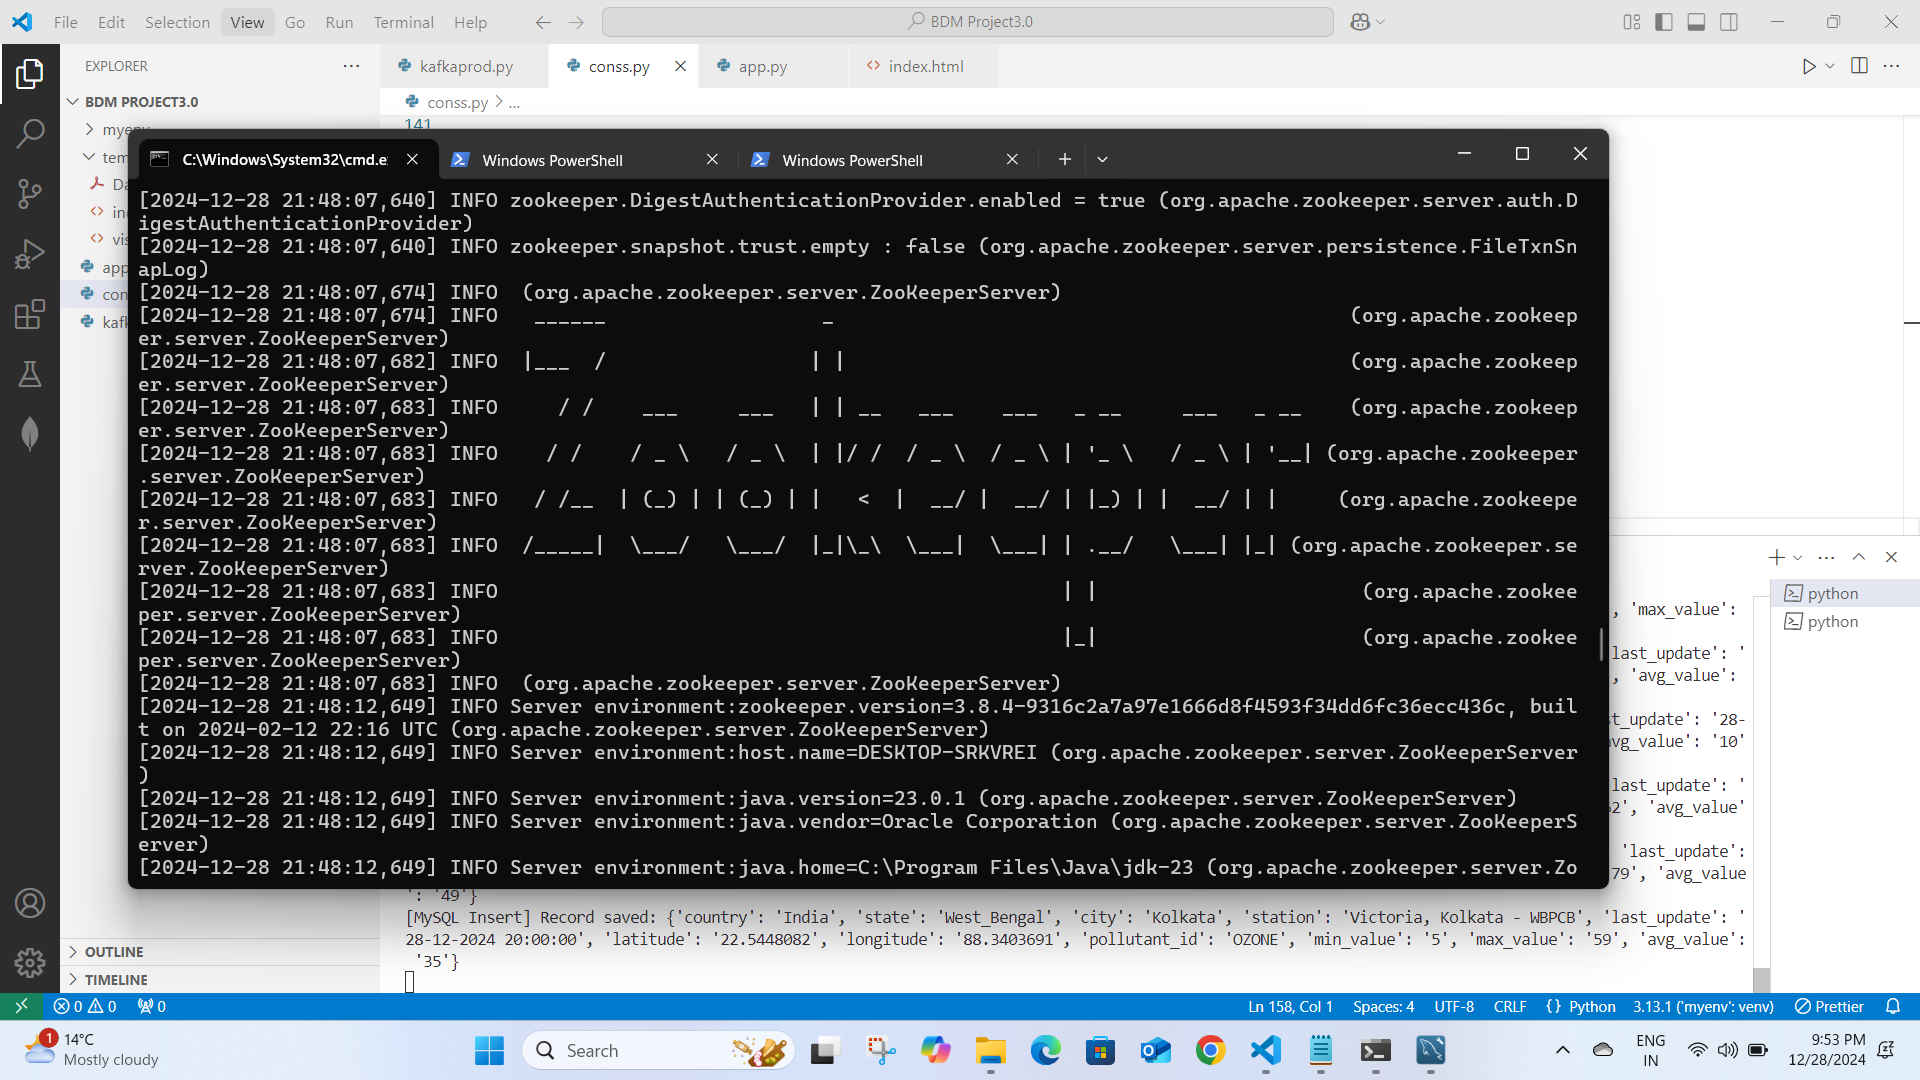 File Edit Selection View Go Run Terminal Help
BDM Project3.0
EXPLORER
BDM PROJECT3.0
kafkaprod.py
conss.py
app.py
index.html
conss.py > ...
141
C:\Windows\System32\cmd.e
Windows PowerShell
Windows PowerShell
[2024-12-28 21:48:07,640] INFO zookeeper.DigestAuthenticationProvider.enabled = true (org.apache.zookeeper.server.auth.D
igestAuthenticationProvider)
[2024-12-28 21:48:07,640] INFO zookeeper.snapshot.trust.empty : false (org.apache.zookeeper.server.persistence.FileTxnSn
apLog)
[2024-12-28 21:48:07,674] INFO  (org.apache.zookeeper.server.ZooKeeperServer)
[2024-12-28 21:48:07,674] INFO   ______                  _                                           (org.apache.zookeep
er.server.ZooKeeperServer)
[2024-12-28 21:48:07,682] INFO  |___  /                 | |                                          (org.apache.zookeep
er.server.ZooKeeperServer)
[2024-12-28 21:48:07,683] INFO     / /    ___     ___   | | __   ___    ___   _ __     ___   _ __    (org.apache.zookeep
er.server.ZooKeeperServer)
[2024-12-28 21:48:07,683] INFO    / /    / _ \   / _ \  | |/ /  / _ \  / _ \ | '_ \   / _ \ | '__| (org.apache.zookeeper
.server.ZooKeeperServer)
[2024-12-28 21:48:07,683] INFO   / /__  | (_) | | (_) | |   <  |  __/ |  __/ | |_) | |  __/ | |     (org.apache.zookeepe
r.server.ZooKeeperServer)
[2024-12-28 21:48:07,683] INFO  /_____|  \___/   \___/  |_|\_\  \___|  \___| | .__/   \___| |_| (org.apache.zookeeper.se
rver.ZooKeeperServer)
[2024-12-28 21:48:07,683] INFO                                               | |                      (org.apache.zookee
per.server.ZooKeeperServer)
[2024-12-28 21:48:07,683] INFO                                               |_|                      (org.apache.zookee
per.server.ZooKeeperServer)
[2024-12-28 21:48:07,683] INFO  (org.apache.zookeeper.server.ZooKeeperServer)
[2024-12-28 21:48:12,649] INFO Server environment:zookeeper.version=3.8.4-9316c2a7a97e1666d8f4593f34dd6fc36ecc436c, buil
t on 2024-02-12 22:16 UTC (org.apache.zookeeper.server.ZooKeeperServer)
[2024-12-28 21:48:12,649] INFO Server environment:host.name=DESKTOP-SRKVREI (org.apache.zookeeper.server.ZooKeeperServer
)
[2024-12-28 21:48:12,649] INFO Server environment:java.version=23.0.1 (org.apache.zookeeper.server.ZooKeeperServer)
[2024-12-28 21:48:12,649] INFO Server environment:java.vendor=Oracle Corporation (org.apache.zookeeper.server.ZooKeeperS
erver)
[2024-12-28 21:48:12,649] INFO Server environment:java.home=C:\Program Files\Java\jdk-23 (org.apache.zookeeper.server.Zo
python
python
, 'max_value':
last_update': '
, 'avg_value':
t_update': '28-
vg_value': '10'
last_update': '
2', 'avg_value'
'last_update':
79', 'avg_value
': '49'}
[MySQL Insert] Record saved: {'country': 'India', 'state': 'West_Bengal', 'city': 'Kolkata', 'station': 'Victoria, Kolkata - WBPCB', 'last_update': '
28-12-2024 20:00:00', 'latitude': '22.5448082', 'longitude': '88.3403691', 'pollutant_id': 'OZONE', 'min_value': '5', 'max_value': '59', 'avg_value':
'35'}
OUTLINE
TIMELINE
0 0 0
Ln 158, Col 1 Spaces: 4 UTF-8 CRLF {} Python 3.13.1 ('myenv': venv) Prettier
1
14°C
Mostly cloudy
Search
ENG
IN
9:53 PM
12/28/2024